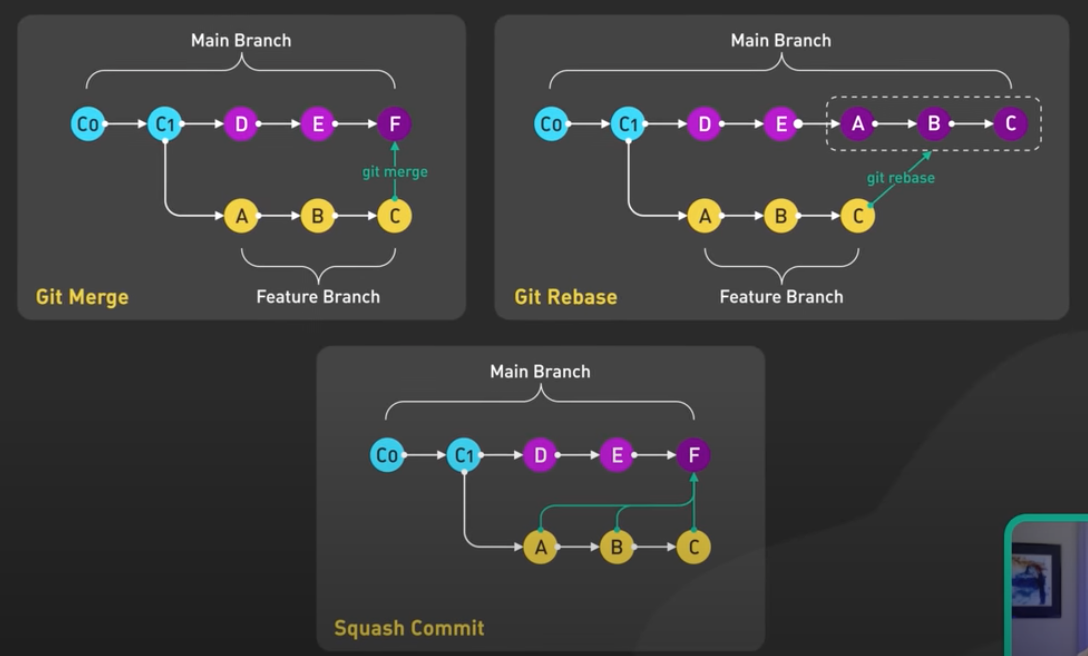 Main Branch
C0 C1 D E F
git merge
A B C
Feature Branch
Git Merge
Main Branch
C0 C1 D E A B C
git rebase
A B C
Feature Branch
Git Rebase
Main Branch
C0 C1 D E F
A B C
Squash Commit